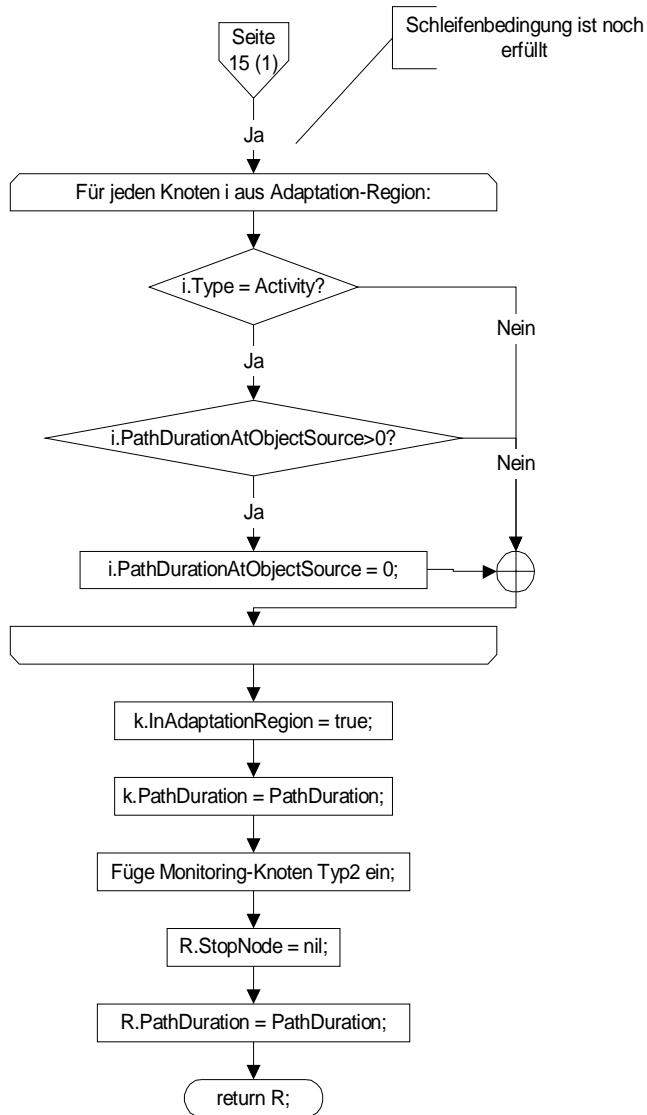 Seite
15 (1)
Schleifenbedingung ist noch
erfüllt
Ja
Für jeden Knoten i aus Adaptation-Region:
i.Type = Activity?
Nein
Ja
i.PathDurationAtObjectSource>0?
Nein
Ja
i.PathDurationAtObjectSource = 0;
k.InAdaptationRegion = true;
k.PathDuration = PathDuration;
Füge Monitoring-Knoten Typ2 ein;
R.StopNode = nil;
R.PathDuration = PathDuration;
return R;